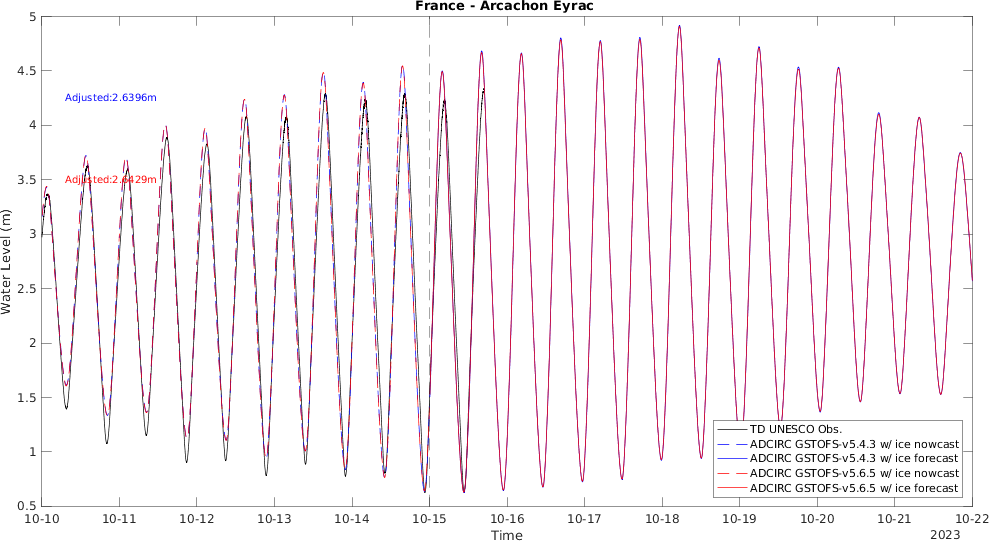 France - Arcachon Eyrac
Water Level (m)
5
4.5
4
3.5
3
2.5
2
1.5
1
0.5
Adjusted:2.6396m
Adjusted:2.6429m
TD UNESCO Obs.
ADCIRC GSTOFS-v5.4.3 w/ ice nowcast
ADCIRC GSTOFS-v5.4.3 w/ ice forecast
ADCIRC GSTOFS-v5.6.5 w/ ice nowcast
ADCIRC GSTOFS-v5.6.5 w/ ice forecast
10-10 10-11 10-12 10-13 10-14 10-15 10-16 10-17 10-18 10-19 10-20 10-21 10-22
Time
2023